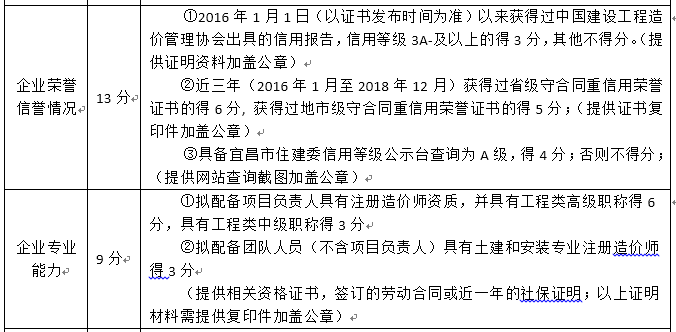 ①2016 年 1 月 1 日（以证书发布时间为准）以来获得过中国建设工程造
价管理协会出具的信用报告，信用等级 3A-及以上的得 3 分，其他不得分。（提
供证明资料加盖公章）
企业荣誉
信誉情况
13 分
②近三年（2016 年 1 月至 2018 年 12 月）获得过省级守合同重信用荣誉
证书的得 6 分，获得过地市级守合同重信用荣誉证书的得 5 分；（提供证书复
印件加盖公章）
③具备宜昌市住建委信用等级公示台查询为 A 级，得 4 分；否则不得分；
（提供网站查询截图加盖公章）
①拟配备项目负责人具有注册造价师资质，并具有工程类高级职称得 6
分，具有工程类中级职称得 3 分
企业专业
能力
9 分
②拟配备团队人员（不含项目负责人）具有土建和安装专业注册造价师
得 3 分
（提供相关资格证书，签订的劳动合同或近一年的社保证明；以上证明
材料需提供复印件加盖公章）